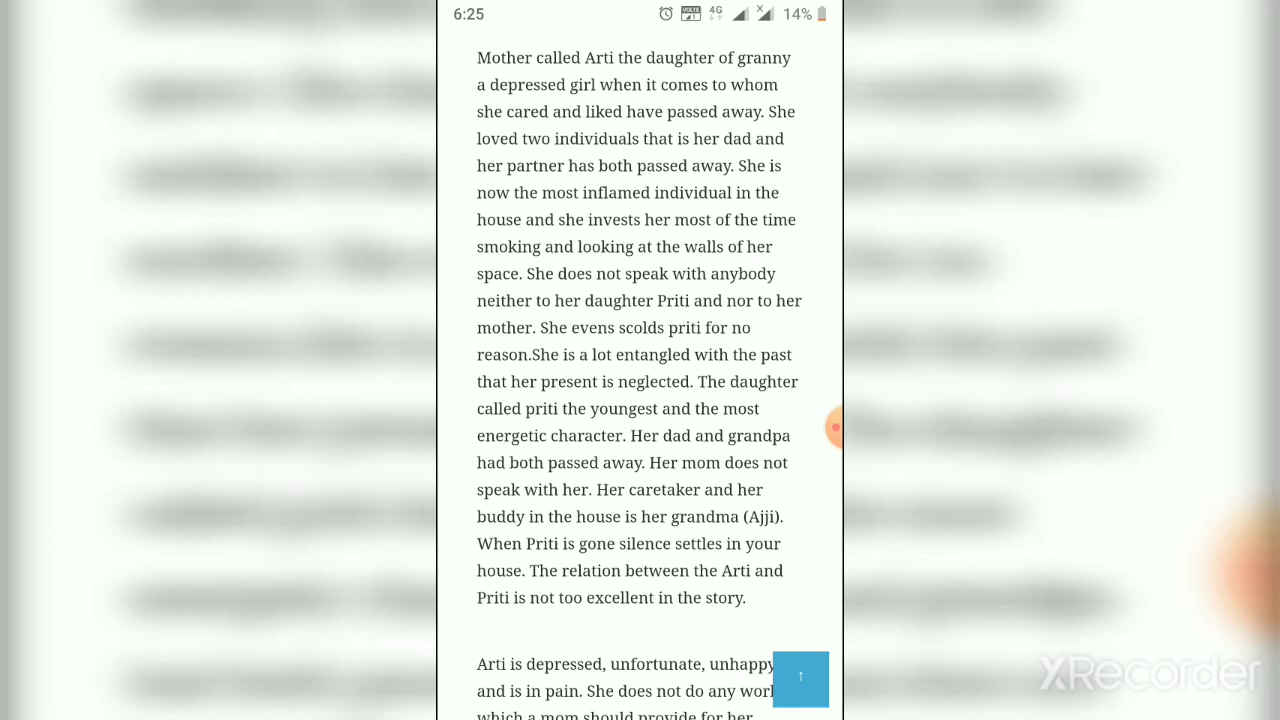 6:25
VOLTE 1
4G
X
14%
Mother called Arti the daughter of granny
a depressed girl when it comes to whom
she cared and liked have passed away. She
loved two individuals that is her dad and
her partner has both passed away. She is
now the most inflamed individual in the
house and she invests her most of the time
smoking and looking at the walls of her
space. She does not speak with anybody
neither to her daughter Priti and nor to her
mother. She evens scolds priti for no
reason.She is a lot entangled with the past
that her present is neglected. The daughter
called priti the youngest and the most
energetic character. Her dad and grandpa
had both passed away. Her mom does not
speak with her. Her caretaker and her
buddy in the house is her grandma (Ajji).
When Priti is gone silence settles in your
house. The relation between the Arti and
Priti is not too excellent in the story.
Arti is depressed, unfortunate, unhappy
and is in pain. She does not do any
which a mom should provide for her
XRecorder